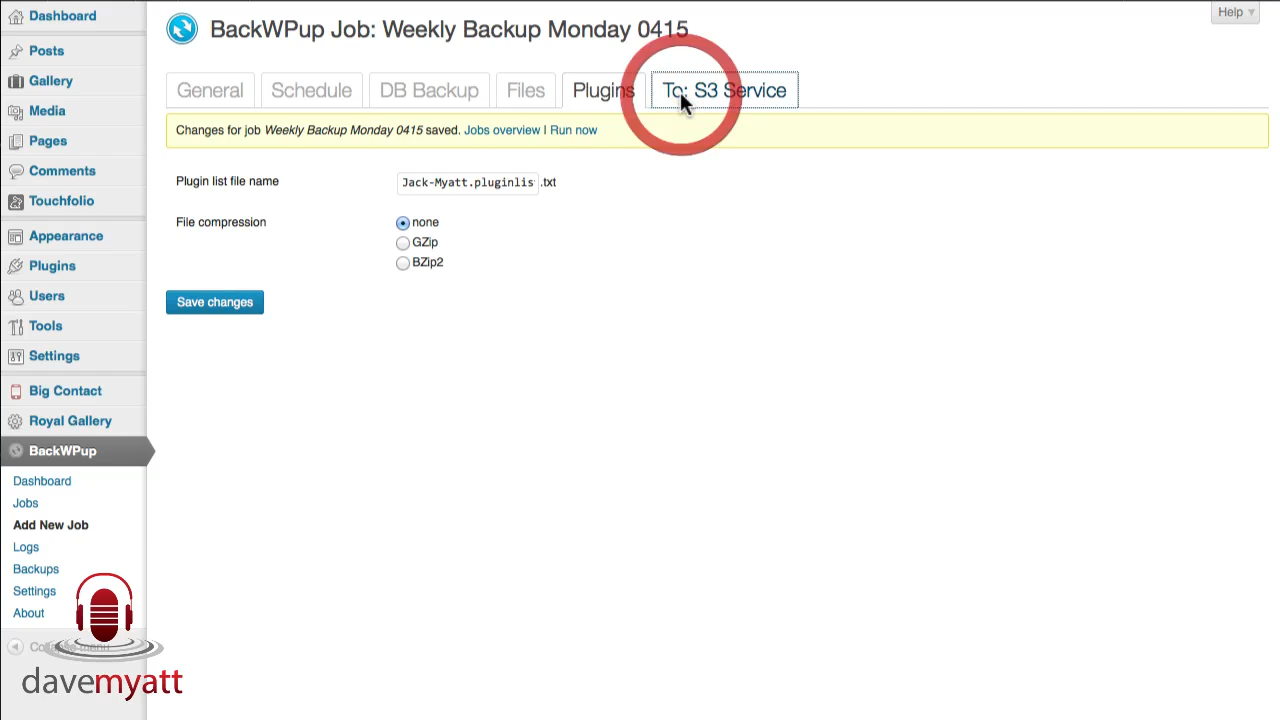 Dashboard
Posts
Gallery
Media
Pages
Comments
Touchfolio
Appearance
Plugins
Users
Tools
Settings
Big Contact
Royal Gallery
BackWPup
Dashboard
Jobs
Add New Job
Logs
Backups
Settings
About
Collapse menu
davemyatt
Help
BackWPup Job: Weekly Backup Monday 0415
General Schedule DB Backup Files Plugins To: S3 Service
Changes for job Weekly Backup Monday 0415 saved. Jobs overview | Run now
Plugin list file name Jack-Myatt.pluginlis .txt
File compression none
GZip
BZip2
Save changes